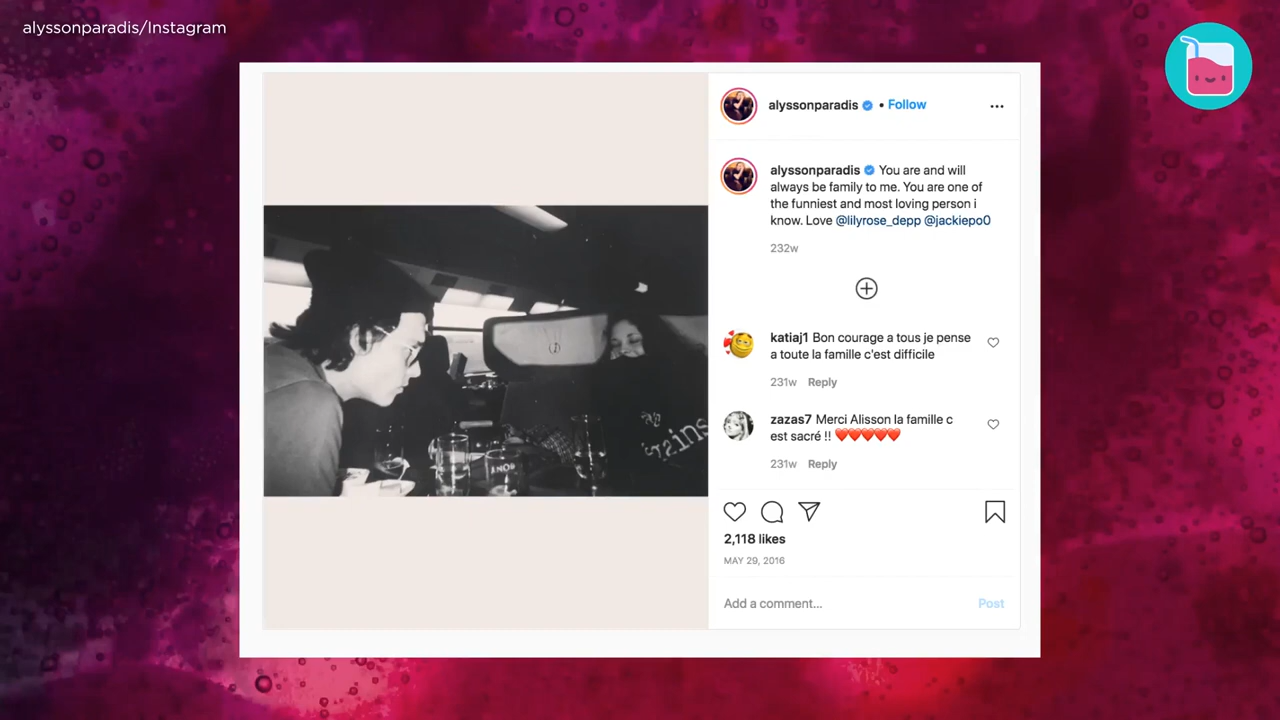 alyssonparadis/Instagram
alyssonparadis • Follow
alyssonparadis You are and will
always be family to me. You are one of
the funniest and most loving person i
know. Love @lilyrose_depp @jackiepo0
232w
katiaj1 Bon courage a tous je pense
a toute la famille c'est difficile
231w Reply
zazas7 Merci Alisson la famille c
est sacré !! ❤️❤️❤️❤️❤️❤️
231w Reply
2,118 likes
MAY 29, 2016
Add a comment... Post